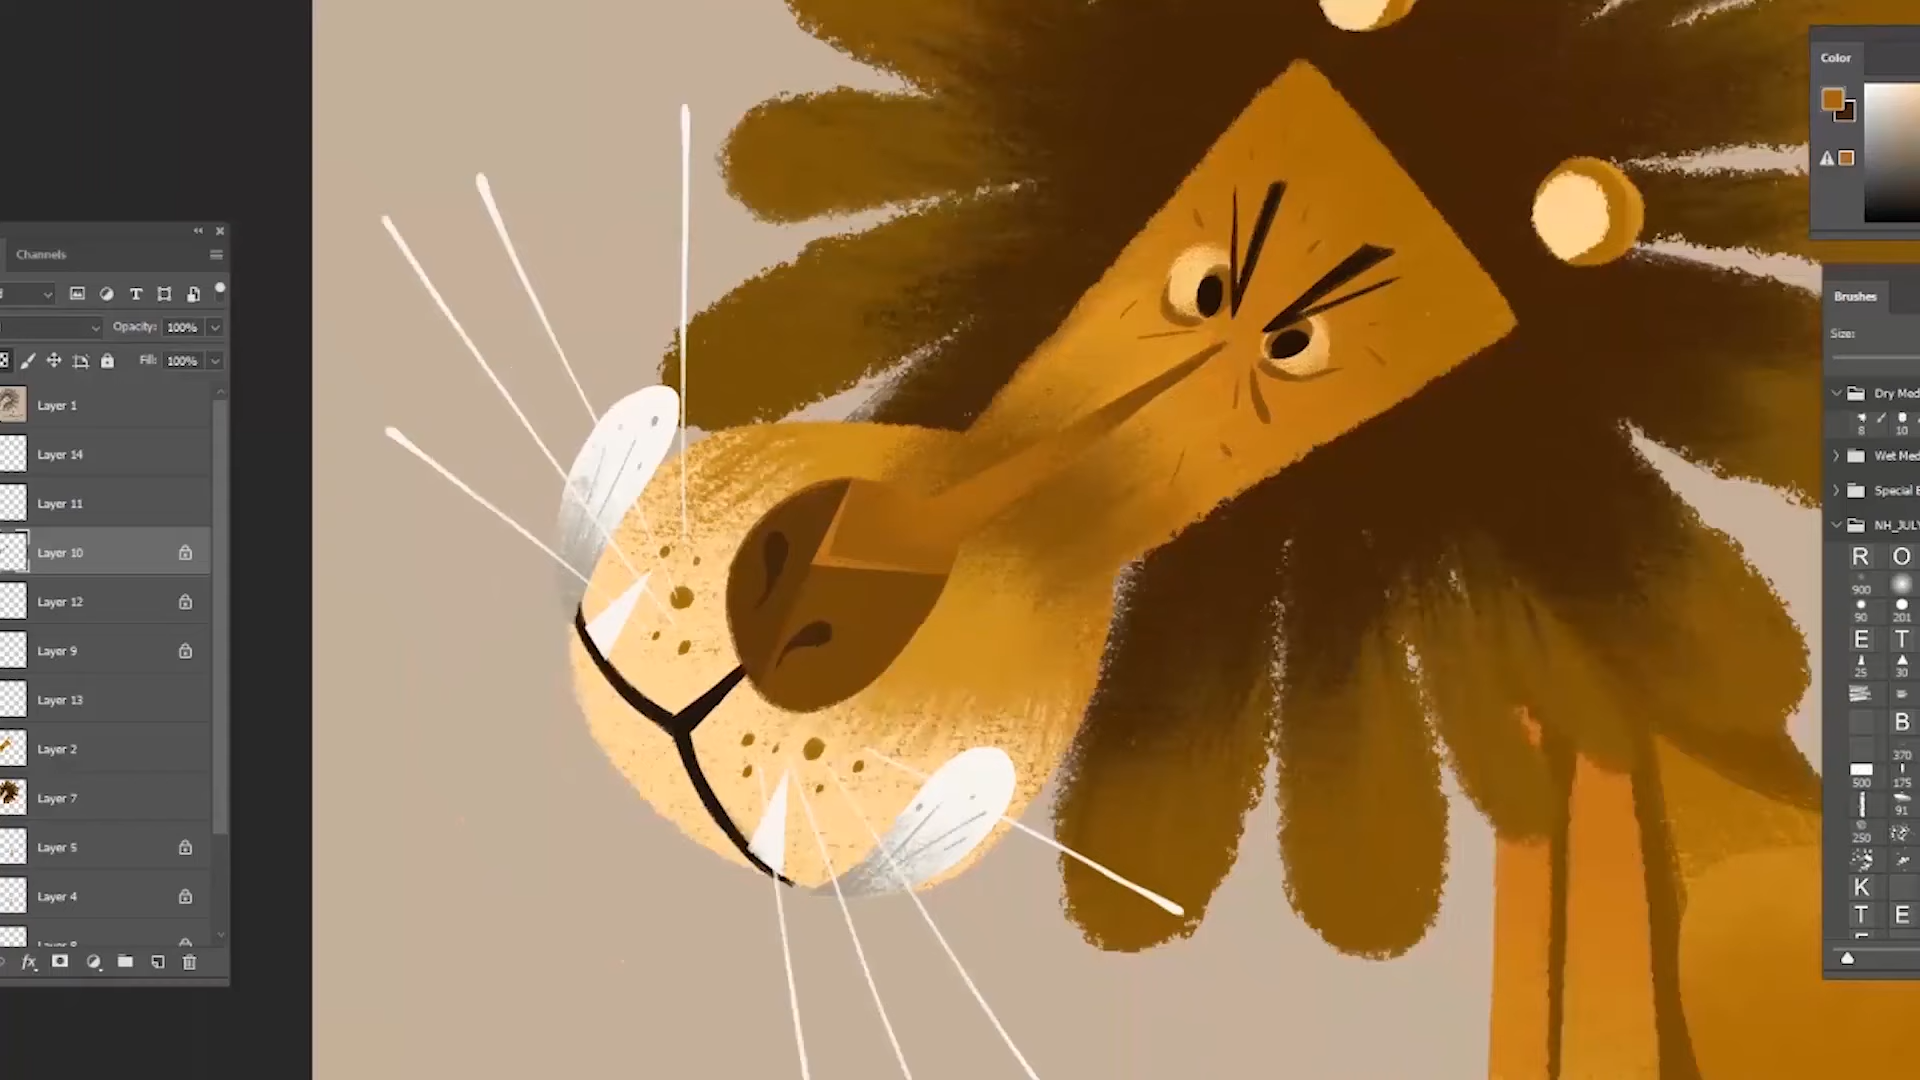 Channels
Opacity: 100%
Fill: 100%
Layer 1
Layer 14
Layer 11
Layer 10
Layer 12
Layer 9
Layer 13
Layer 2
Layer 7
Layer 5
Layer 4
fx
Color
Brushes
Size:
Dry Med
8 10
Wet Med
Special E
NH_JULY
R O
900
90 201
E T
25 30
B
370
500 175
91
250
K
T E